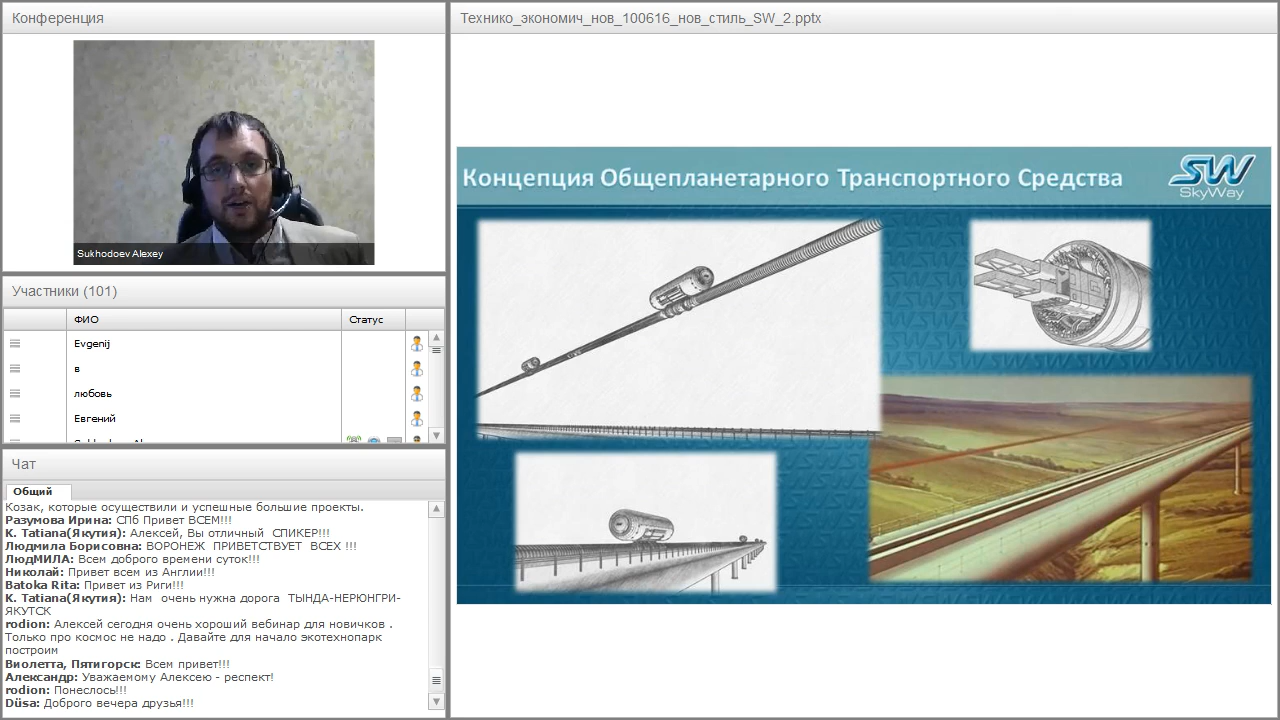 Конференция
Sukhodoev Alexey
Участники (101)
ФИО
Статус
Evgenij
в
любовь
Евгений
Чат
Общий
Козак, которые осуществили и успешные большие проекты.
Разумова Ирина: СПб Привет ВСЕМ!!!
K. Tatiana(Якутия): Алексей, Вы отличный СПИКЕР!!!
Людмила Борисовна: ВОРОНЕЖ ПРИВЕТСТВУЕТ ВСЕХ !!!
ЛюдМИЛА: Всем доброго времени суток!!!
Николай: Привет всем из Англии!!!
Batoka Rita: Привет из Риги!!!
K. Tatiana(Якутия): Нам очень нужна дорога ТЫНДА-НЕРЮНГРИ-
ЯКУТСК
rodion: Алексей сегодня очень хороший вебинар для новичков .
Только про космос не надо . Давайте для начало экотехнопарк
построим
Виолетта, Пятигорск: Всем привет!!!
Александр: Уважаемому Алексею - респект!
rodion: Понеслось!!!
Düsa: Доброго вечера друзья!!!
Технико_экономич_нов_100616_нов_стиль_SW_2.pptx
Концепция Общепланетарного Транспортного Средства
SW
SkyWay